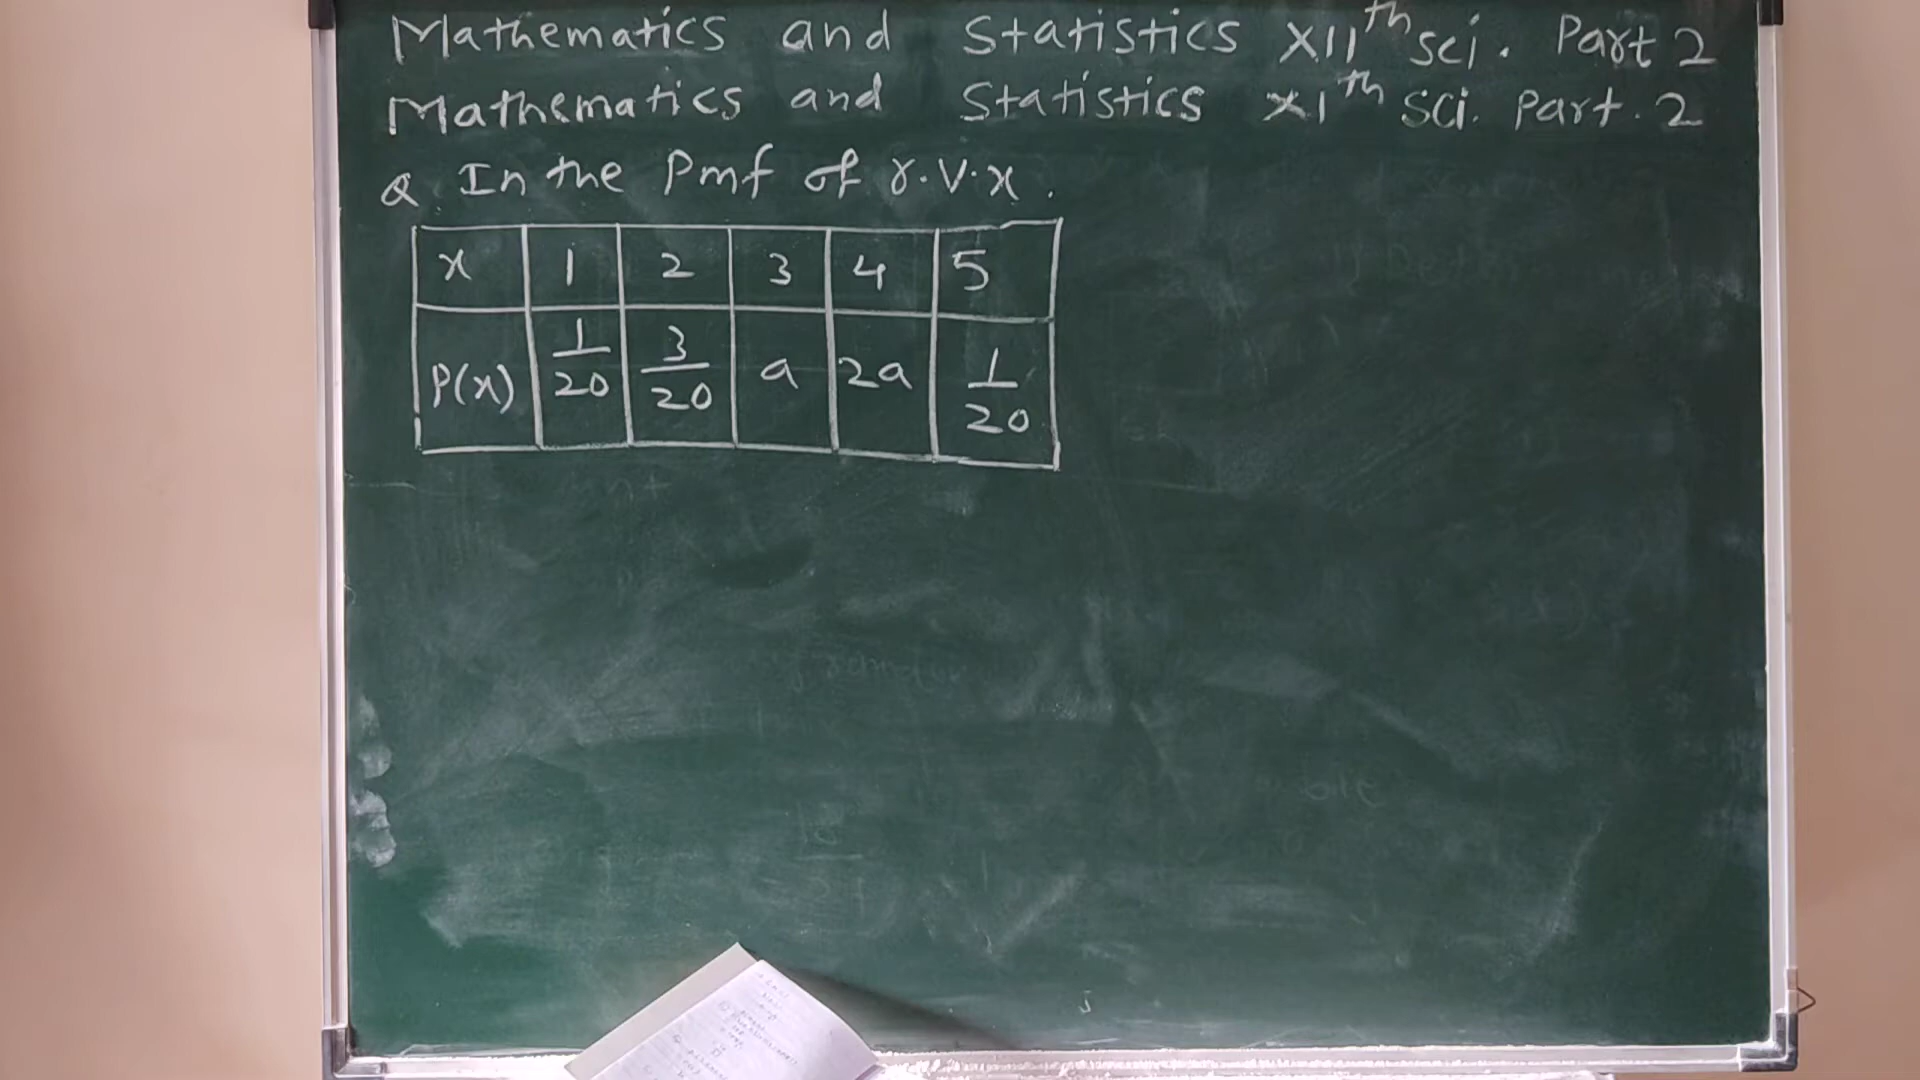 Mathematics and Statistics XIIth sci. Part 2
Mathematics and Statistics XIth Sci. Part. 2
Q. In the Pmf of r.v.x.
x 1 2 3 4 5
P(x) 1/20 3/20 a 2a 1/20